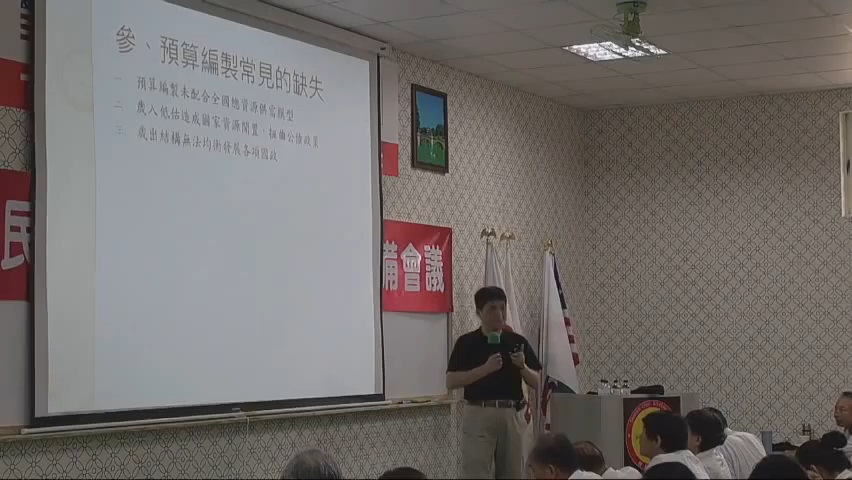 參、預算編製常見的缺失
一 預算編製未配合全國總資源供需模型
二 歲入低估造成國家資源閒置，扭曲公債政策
三 歲出結構無法均衡發展各項國政
民
備會議